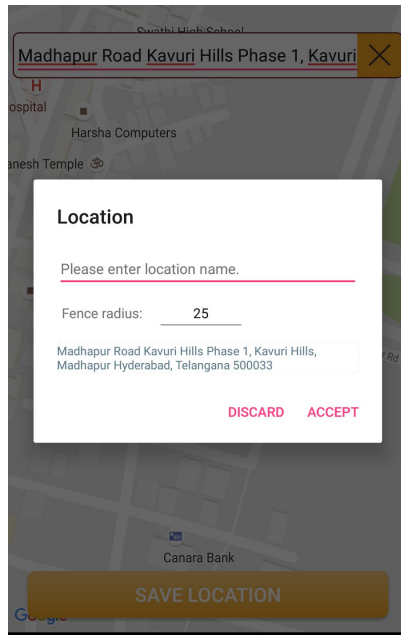 Swathi High School
Madhapur Road Kavuri Hills Phase 1, Kavuri
H
ospital
Harsha Computers
anesh Temple
Location
Please enter location name.
Fence radius: 25
Madhapur Road Kavuri Hills Phase 1, Kavuri Hills,
Madhapur Hyderabad, Telangana 500033
r Rd
DISCARD ACCEPT
Canara Bank
SAVE LOCATION
Google